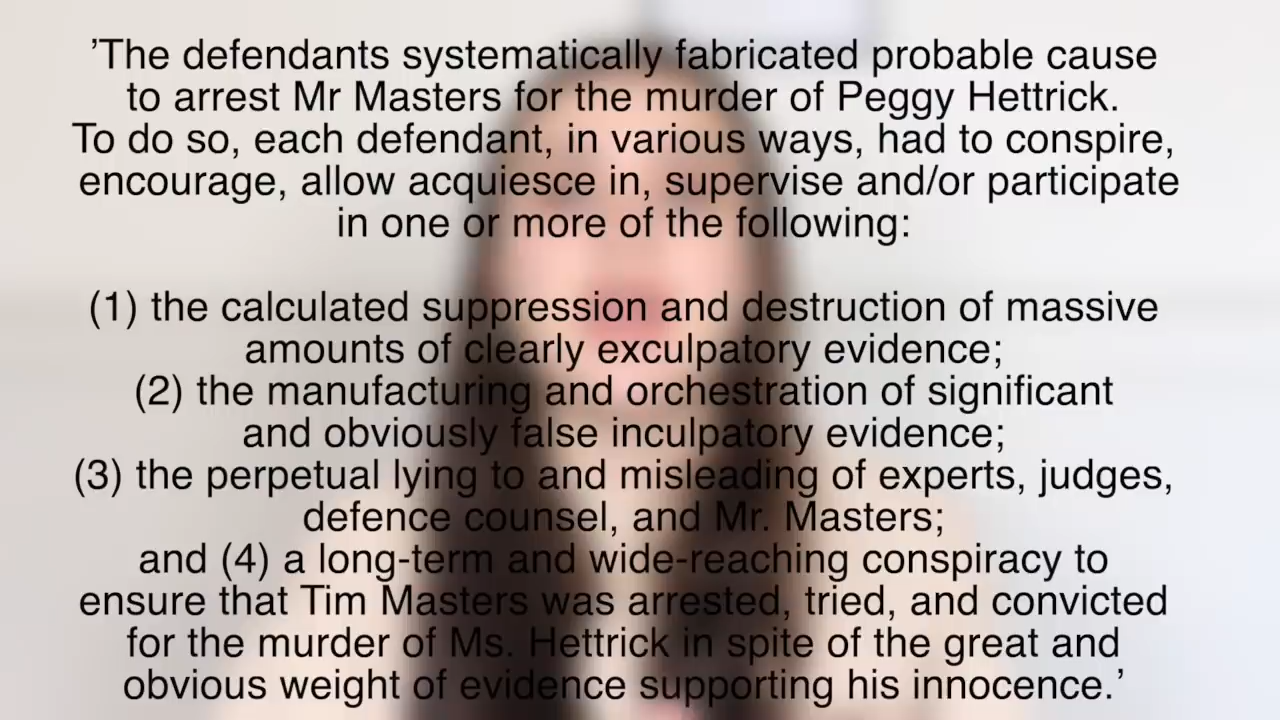 ’The defendants systematically fabricated probable cause
to arrest Mr Masters for the murder of Peggy Hettrick.
To do so, each defendant, in various ways, had to conspire,
encourage, allow acquiesce in, supervise and/or participate
in one or more of the following:
(1) the calculated suppression and destruction of massive
amounts of clearly exculpatory evidence;
(2) the manufacturing and orchestration of significant
and obviously false inculpatory evidence;
(3) the perpetual lying to and misleading of experts, judges,
defence counsel, and Mr. Masters;
and (4) a long-term and wide-reaching conspiracy to
ensure that Tim Masters was arrested, tried, and convicted
for the murder of Ms. Hettrick in spite of the great and
obvious weight of evidence supporting his innocence.’